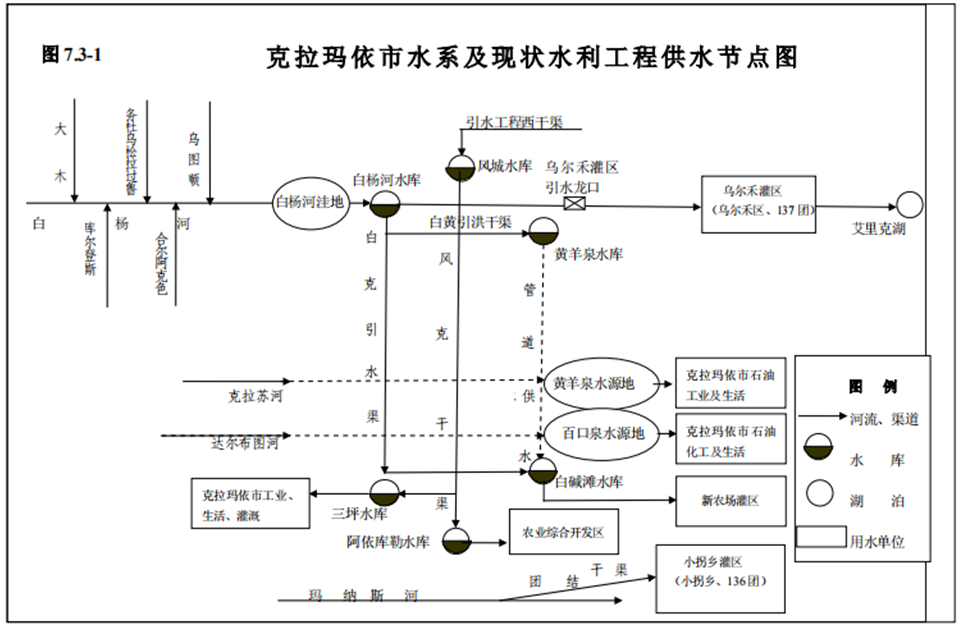 图 7.3-1
克拉玛依市水系及现状水利工程供水节点图
大木
务杜乌松拉过鲁
乌图顺
引水工程西干渠
风城水库
乌尔禾灌区
引水龙口
白杨河水库
白杨河洼地
乌尔禾灌区
(乌尔禾区、137 团)
艾里克湖
白杨河
库尔登斯
合尔阿克色
白黄引洪干渠
黄羊泉水库
白克引水渠
风克干渠
管道供水
克拉苏河
黄羊泉水源地
克拉玛依市石油
工业及生活
达尔布图河
百口泉水源地
克拉玛依市石油
化工及生活
白碱滩水库
新农场灌区
克拉玛依市工业、
生活、灌溉
三坪水库
阿依库勒水库
农业综合开发区
小拐乡灌区
(小拐乡、136 团)
团结干渠
玛纳斯河
图 例
河流、渠道
水 库
湖 泊
用水单位